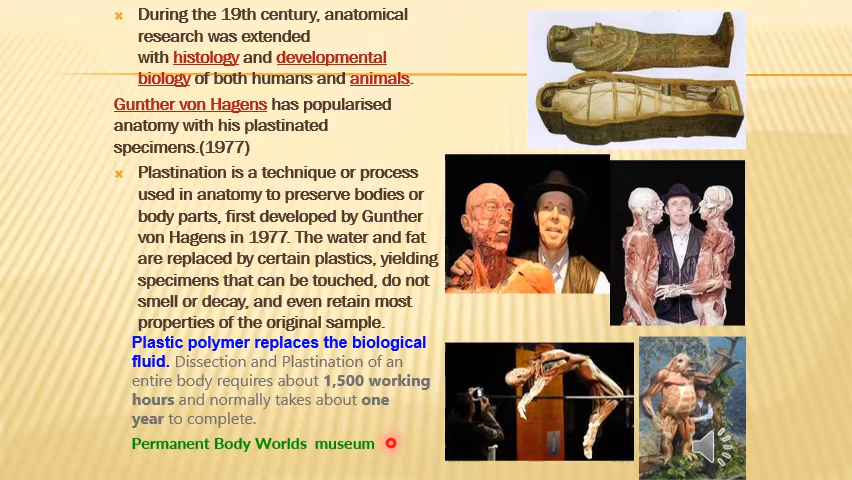 During the 19th century, anatomical
research was extended
with histology and developmental
biology of both humans and animals.
Gunther von Hagens has popularised
anatomy with his plastinated
specimens.(1977)
Plastination is a technique or process
used in anatomy to preserve bodies or
body parts, first developed by Gunther
von Hagens in 1977. The water and fat
are replaced by certain plastics, yielding
specimens that can be touched, do not
smell or decay, and even retain most
properties of the original sample.
Plastic polymer replaces the biological
fluid. Dissection and Plastination of an
entire body requires about 1,500 working
hours and normally takes about one
year to complete.
Permanent Body Worlds museum